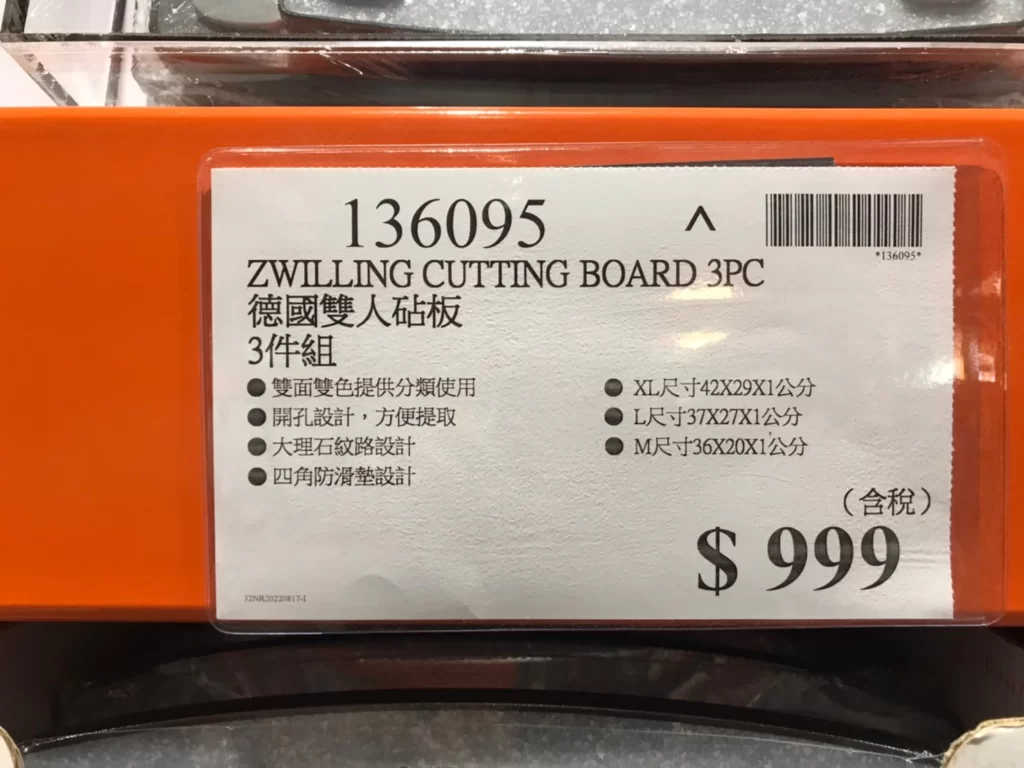 136095
^
*136095*
ZWILLING CUTTING BOARD 3PC
德國雙人砧板
3件組
●雙面雙色提供分類使用
●開孔設計，方便提取
●大理石紋路設計
●四角防滑墊設計
●XL尺寸42X29X1公分
●L尺寸37X27X1公分
●M尺寸36X20X1公分
（含稅）
$ 999
32NR20220817-1